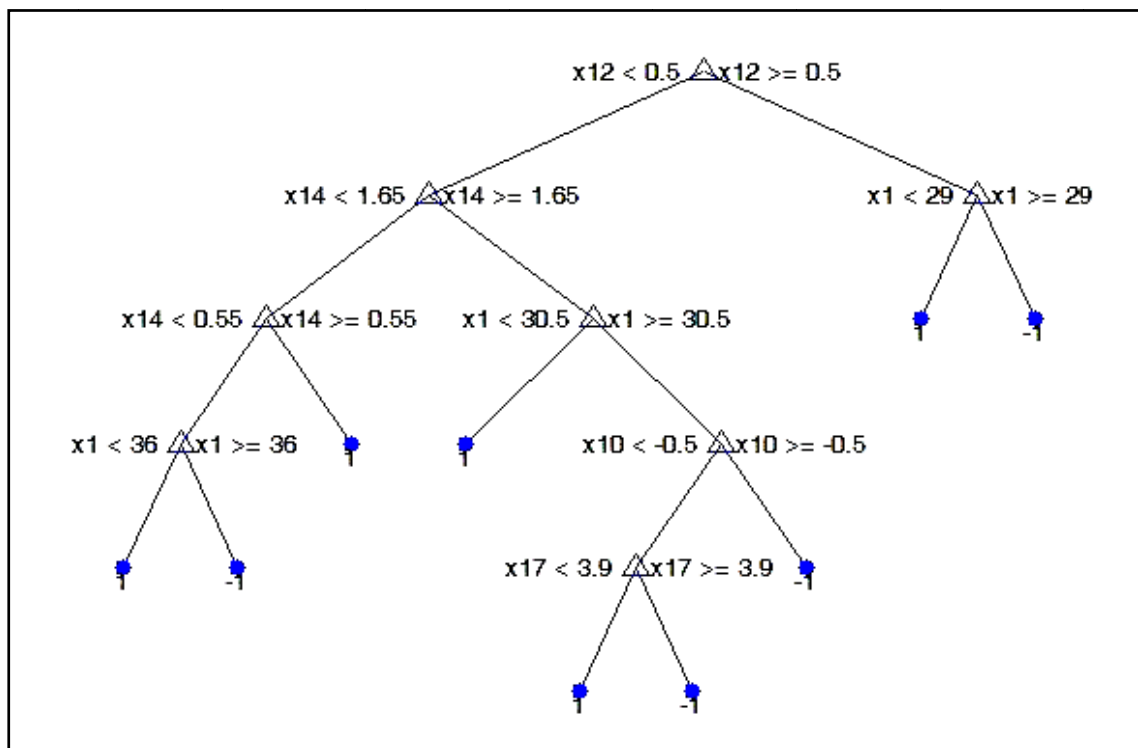 x12 < 0.5 x12 >= 0.5
x14 < 1.65 x14 >= 1.65 x1 < 29 x1 >= 29
x14 < 0.55 x14 >= 0.55 x1 < 30.5 x1 >= 30.5 1 -1
x1 < 36 x1 >= 36 1 1 x10 < -0.5 x10 >= -0.5
1 -1 x17 < 3.9 x17 >= 3.9 -1
1 -1